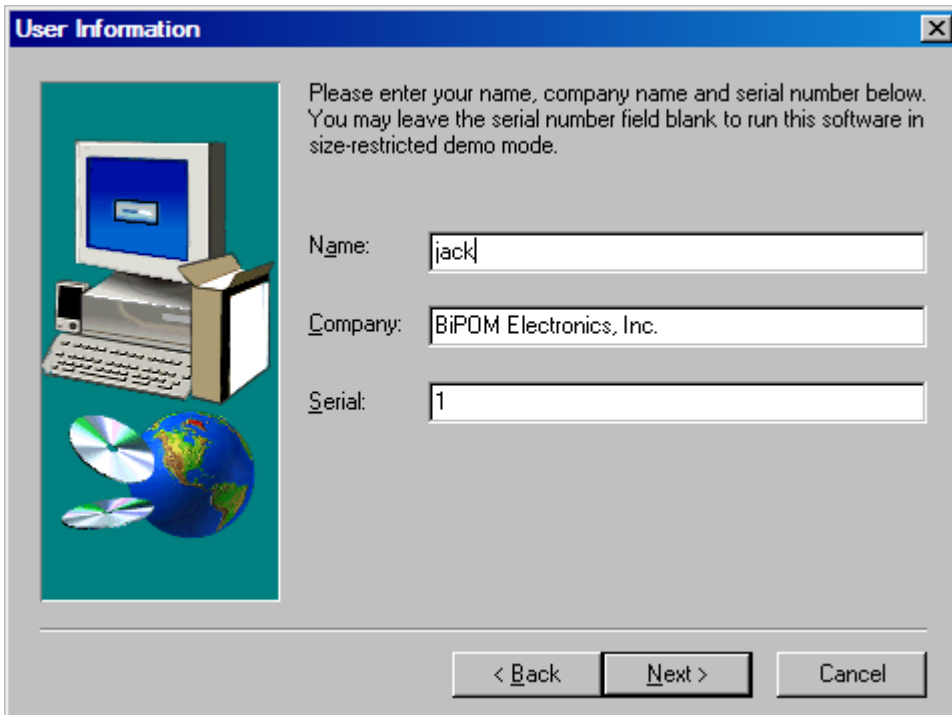 User Information
Please enter your name, company name and serial number below.
You may leave the serial number field blank to run this software in
size-restricted demo mode.
Name: jack
Company: BiPOM Electronics, Inc.
Serial: 1
< Back Next > Cancel